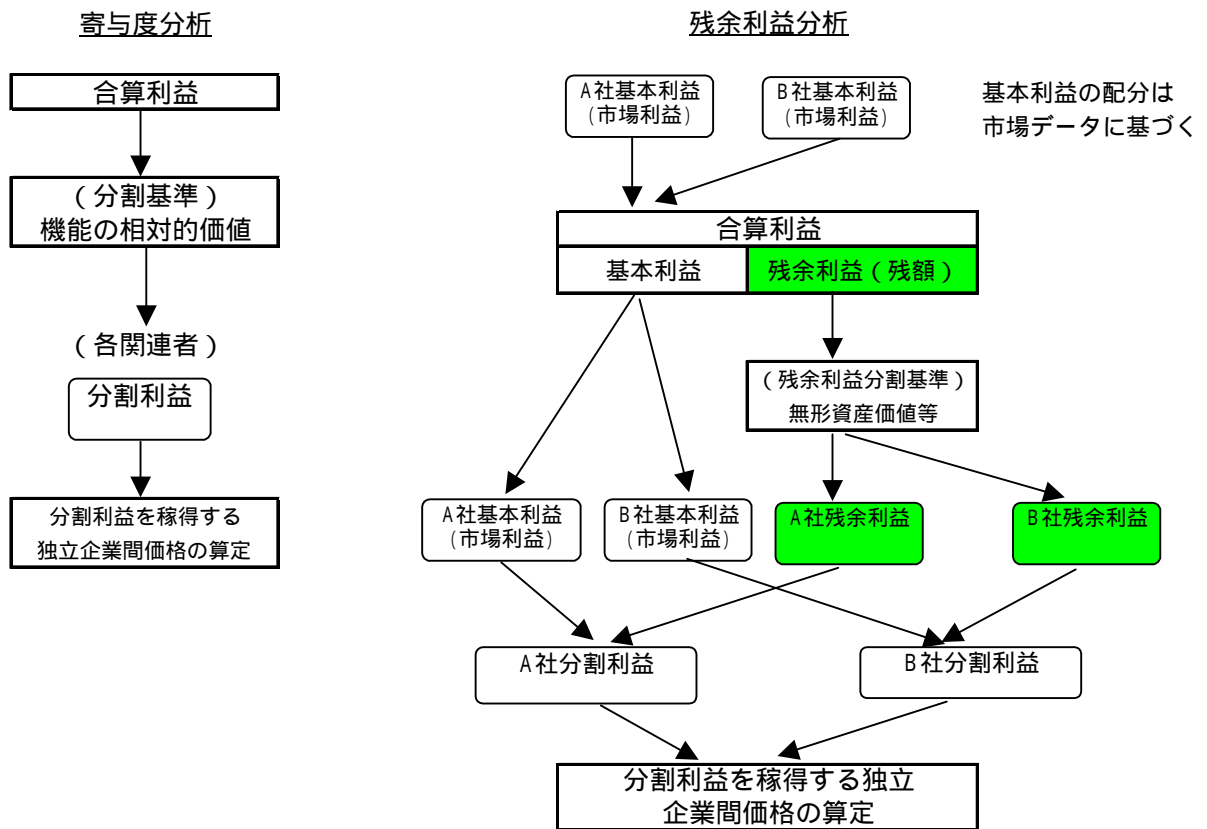 寄与度分析
合算利益
(分割基準)
機能の相対的価値
(各関連者)
分割利益
分割利益を稼得する
独立企業間価格の算定
残余利益分析
A社基本利益
(市場利益)
B社基本利益
(市場利益)
基本利益の配分は
市場データに基づく
合算利益
基本利益
残余利益(残額)
(残余利益分割基準)
無形資産価値等
A社基本利益
(市場利益)
B社基本利益
(市場利益)
A社残余利益
B社残余利益
A社分割利益
B社分割利益
分割利益を稼得する独立
企業間価格の算定